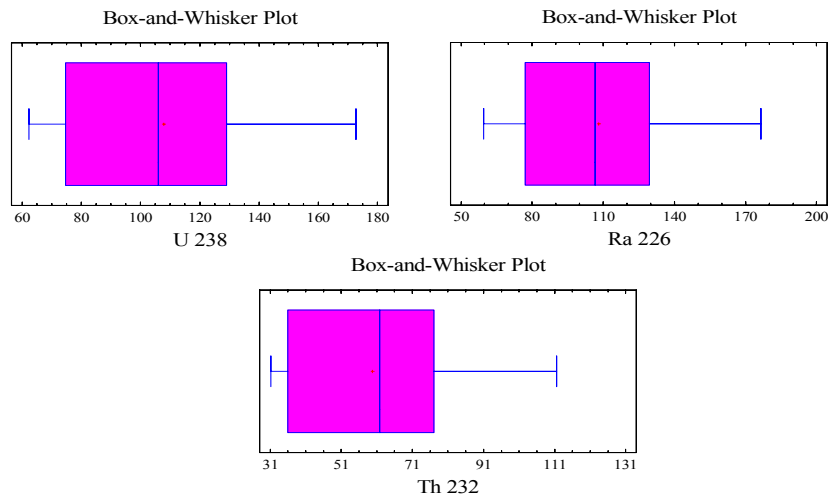 Box-and-Whisker Plot
60 80 100 120 140 160 180
U 238
Box-and-Whisker Plot
50 80 110 140 170 200
Ra 226
Box-and-Whisker Plot
31 51 71 91 111 131
Th 232